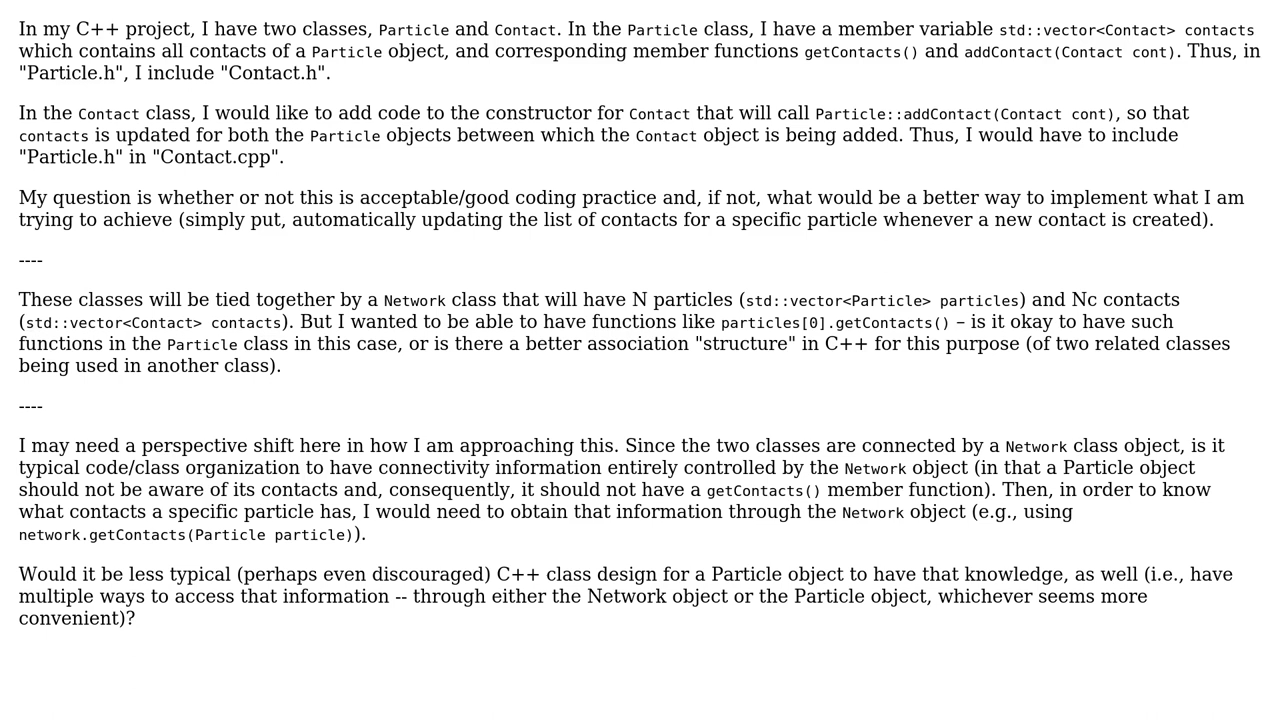 In my C++ project, I have two classes, Particle and Contact. In the Particle class, I have a member variable std::vector<Contact> contacts
which contains all contacts of a Particle object, and corresponding member functions getContacts() and addContact(Contact cont). Thus, in
"Particle.h", I include "Contact.h".
In the Contact class, I would like to add code to the constructor for Contact that will call Particle::addContact(Contact cont), so that
contacts is updated for both the Particle objects between which the Contact object is being added. Thus, I would have to include
"Particle.h" in "Contact.cpp".
My question is whether or not this is acceptable/good coding practice and, if not, what would be a better way to implement what I am
trying to achieve (simply put, automatically updating the list of contacts for a specific particle whenever a new contact is created).
----
These classes will be tied together by a Network class that will have N particles (std::vector<Particle> particles) and Nc contacts
(std::vector<Contact> contacts). But I wanted to be able to have functions like particles[0].getContacts() – is it okay to have such
functions in the Particle class in this case, or is there a better association "structure" in C++ for this purpose (of two related classes
being used in another class).
----
I may need a perspective shift here in how I am approaching this. Since the two classes are connected by a Network class object, is it
typical code/class organization to have connectivity information entirely controlled by the Network object (in that a Particle object
should not be aware of its contacts and, consequently, it should not have a getContacts() member function). Then, in order to know
what contacts a specific particle has, I would need to obtain that information through the Network object (e.g., using
network.getContacts(Particle particle)).
Would it be less typical (perhaps even discouraged) C++ class design for a Particle object to have that knowledge, as well (i.e., have
multiple ways to access that information -- through either the Network object or the Particle object, whichever seems more
convenient)?